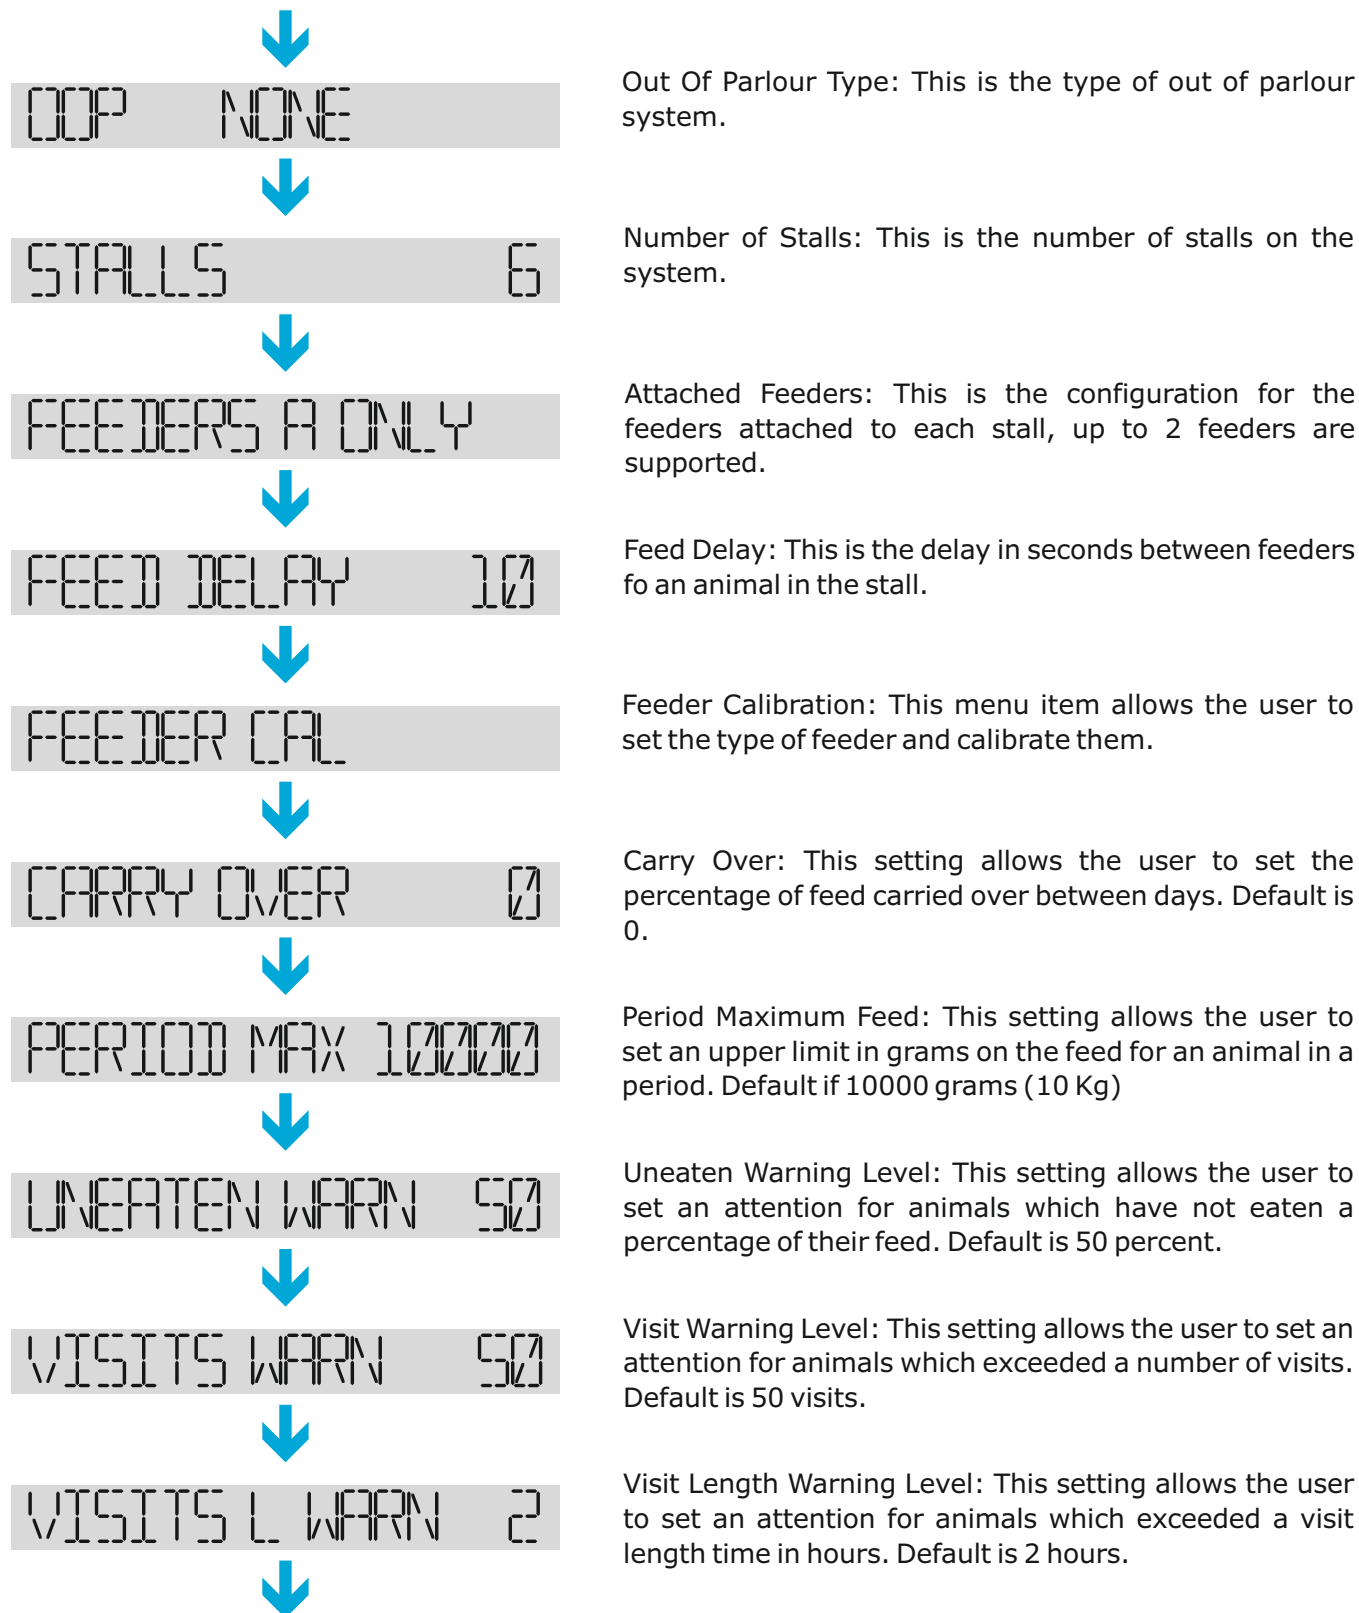 OOP NONE
Out Of Parlour Type: This is the type of out of parlour
system.
STALLS 6
Number of Stalls: This is the number of stalls on the
system.
FEEDERS A ONLY
Attached Feeders: This is the configuration for the
feeders attached to each stall, up to 2 feeders are
supported.
FEED DELAY 10
Feed Delay: This is the delay in seconds between feeders
fo an animal in the stall.
FEEDER CAL
Feeder Calibration: This menu item allows the user to
set the type of feeder and calibrate them.
CARRY OVER 0
Carry Over: This setting allows the user to set the
percentage of feed carried over between days. Default is
0.
PERIOD MAX 10000
Period Maximum Feed: This setting allows the user to
set an upper limit in grams on the feed for an animal in a
period. Default if 10000 grams (10 Kg)
UNEATEN WARN 50
Uneaten Warning Level: This setting allows the user to
set an attention for animals which have not eaten a
percentage of their feed. Default is 50 percent.
VISITS WARN 50
Visit Warning Level: This setting allows the user to set an
attention for animals which exceeded a number of visits.
Default is 50 visits.
VISITS L WARN 2
Visit Length Warning Level: This setting allows the user
to set an attention for animals which exceeded a visit
length time in hours. Default is 2 hours.